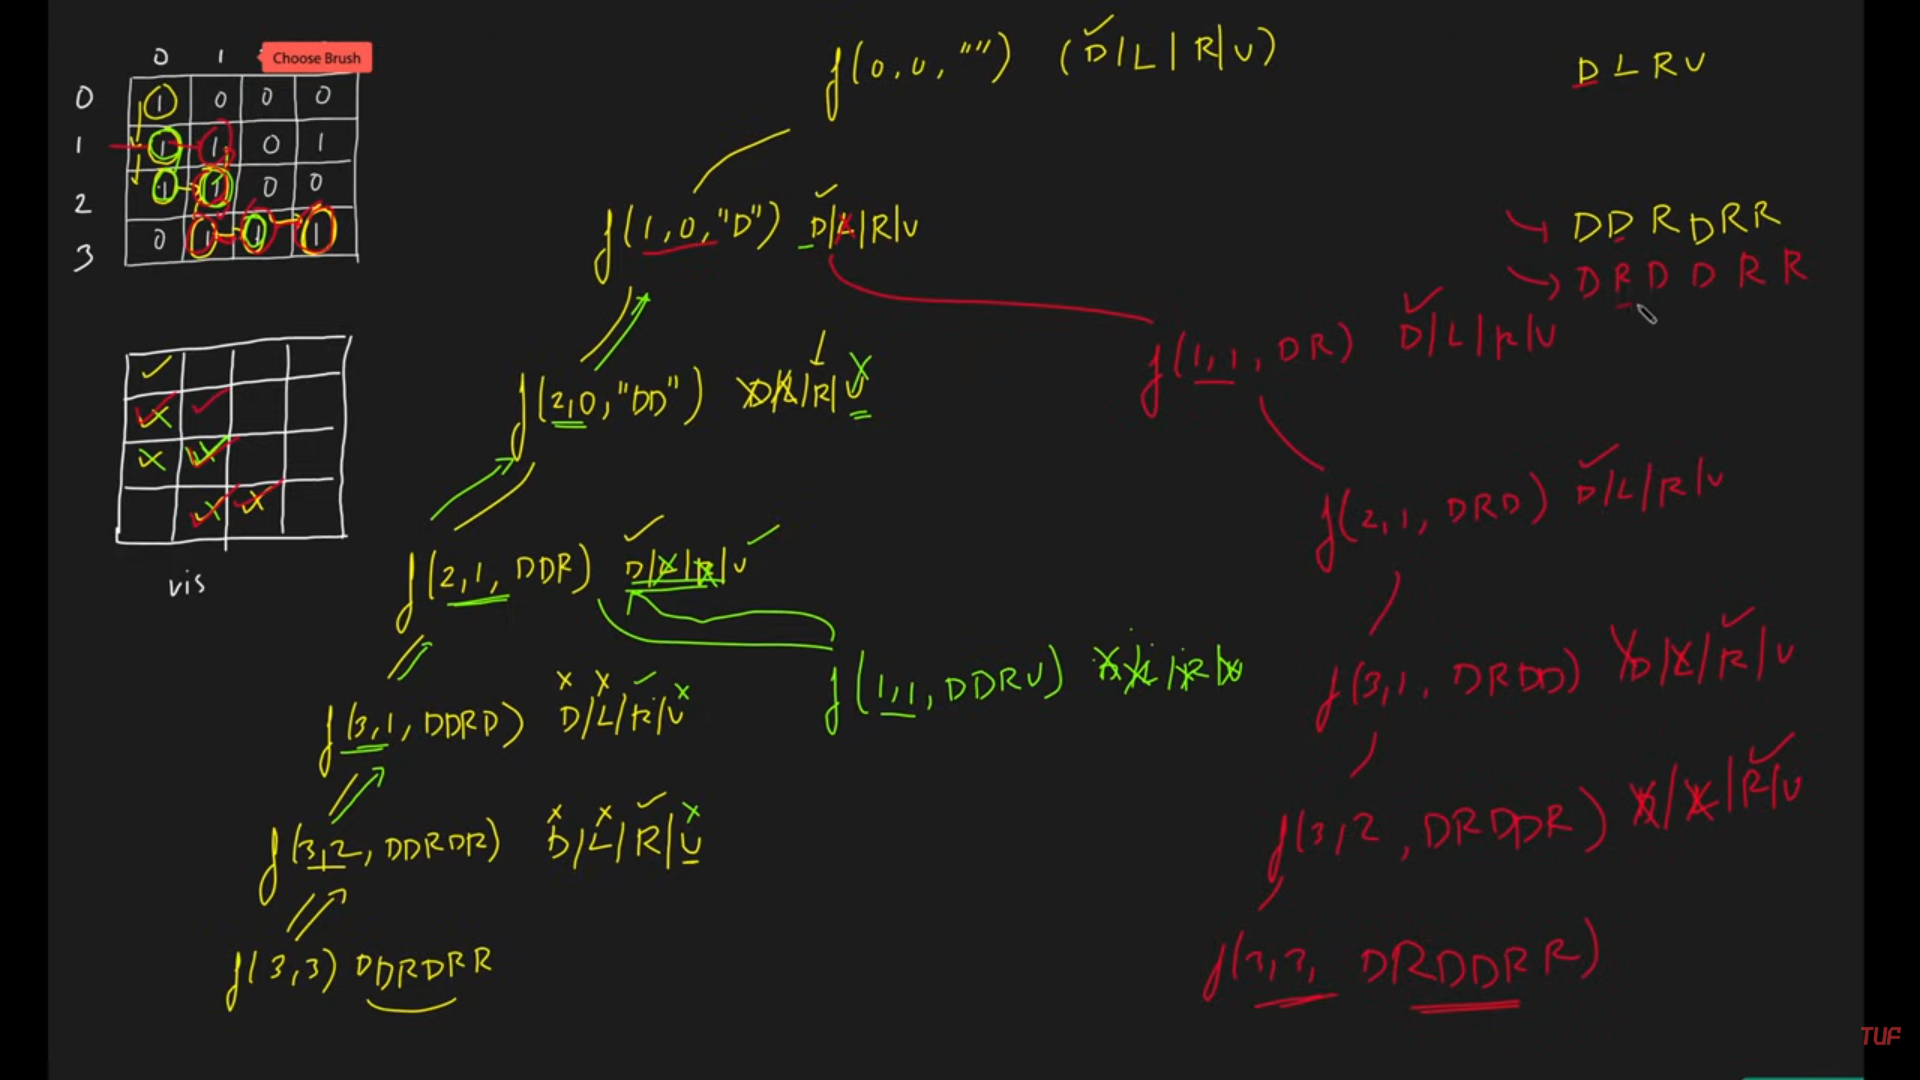 f(0,0,"") (D|L|R|U)
D L R U
0 1 Choose Brush
0 1 0 0 0
1 1 1 0 1
2 1 1 0 0
3 0 1 1 1
f(1,0,"D") D|L|R|U
DDRDRR
DRDDRR
f(1,1,DR) D|L|R|U
f(2,0,"DD") D|L|R|U
f(2,1,DRD) D|L|R|U
f(2,1,DDR) D|L|R|U
vis
f(1,1,DDRU) D|L|R|U
f(3,1,DRDD) D|L|R|U
f(3,1,DDRD) D/L/R/U
f(3,2,DRDDR) D|L|R|U
f(3,2,DDRDR) D/L/R/U
f(3,3) DDRDRR
f(3,3, DRDDRR)
TUF